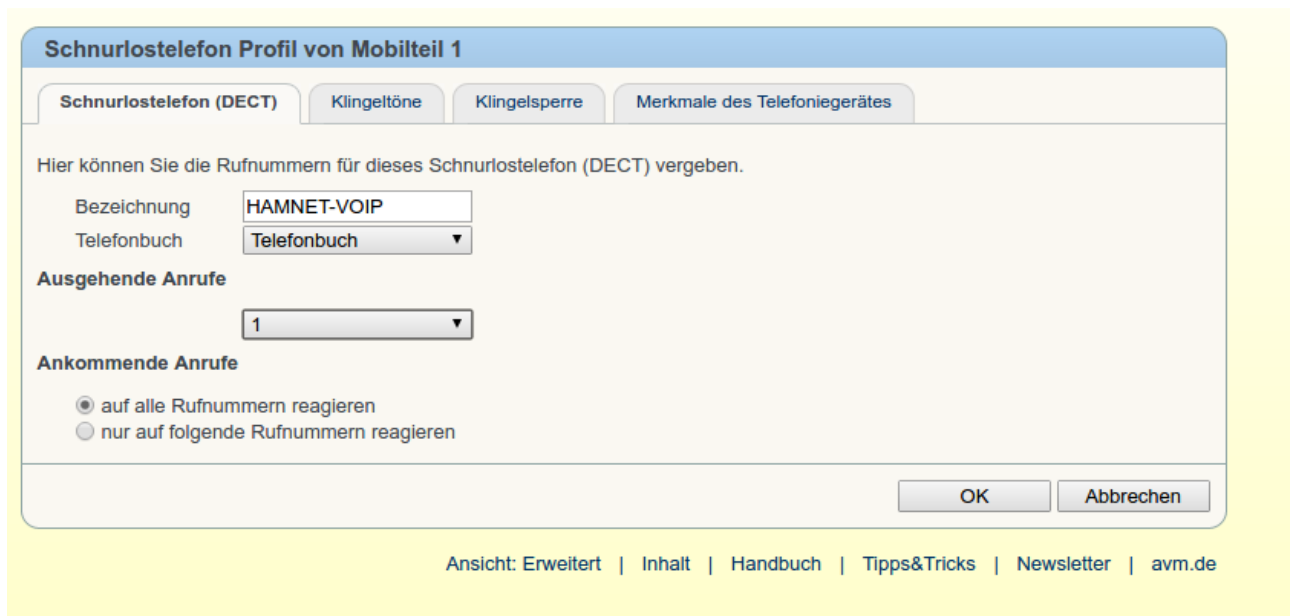 Schnurlostelefon Profil von Mobilteil 1
Schnurlostelefon (DECT) Klingeltöne Klingelsperre Merkmale des Telefoniegerätes
Hier können Sie die Rufnummern für dieses Schnurlostelefon (DECT) vergeben.
Bezeichnung HAMNET-VOIP
Telefonbuch Telefonbuch
Ausgehende Anrufe
1
Ankommende Anrufe
auf alle Rufnummern reagieren
nur auf folgende Rufnummern reagieren
OK Abbrechen
Ansicht: Erweitert | Inhalt | Handbuch | Tipps&Tricks | Newsletter | avm.de